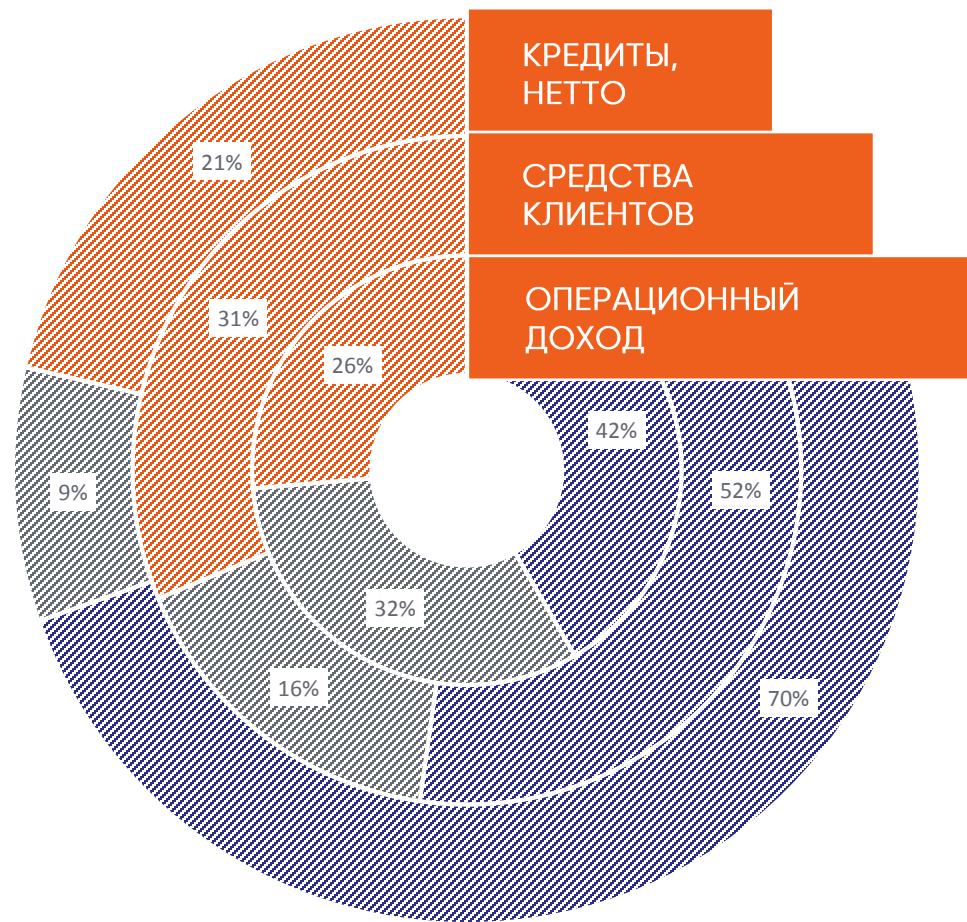 КРЕДИТЫ,
НЕТТО
СРЕДСТВА
КЛИЕНТОВ
ОПЕРАЦИОННЫЙ
ДОХОД
21%
31%
26%
42%
52%
9%
32%
16%
70%